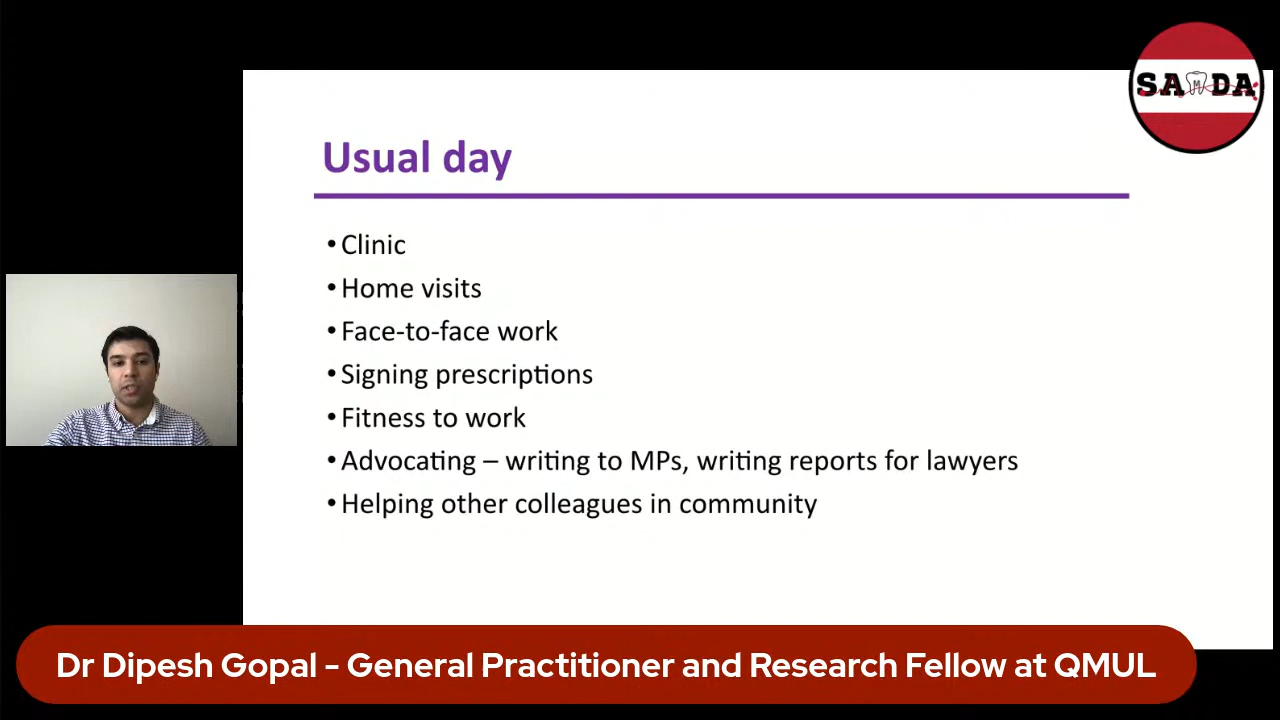 SAMDA
Usual day
•Clinic
•Home visits
•Face-to-face work
•Signing prescriptions
•Fitness to work
•Advocating – writing to MPs, writing reports for lawyers
•Helping other colleagues in community
Dr Dipesh Gopal - General Practitioner and Research Fellow at QMUL